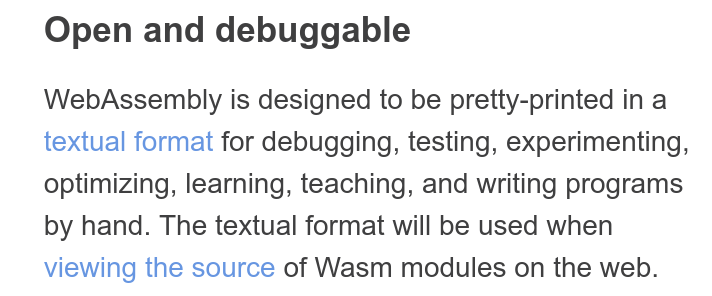 Open and debuggable
WebAssembly is designed to be pretty-printed in a
textual format for debugging, testing, experimenting,
optimizing, learning, teaching, and writing programs
by hand. The textual format will be used when
viewing the source of Wasm modules on the web.